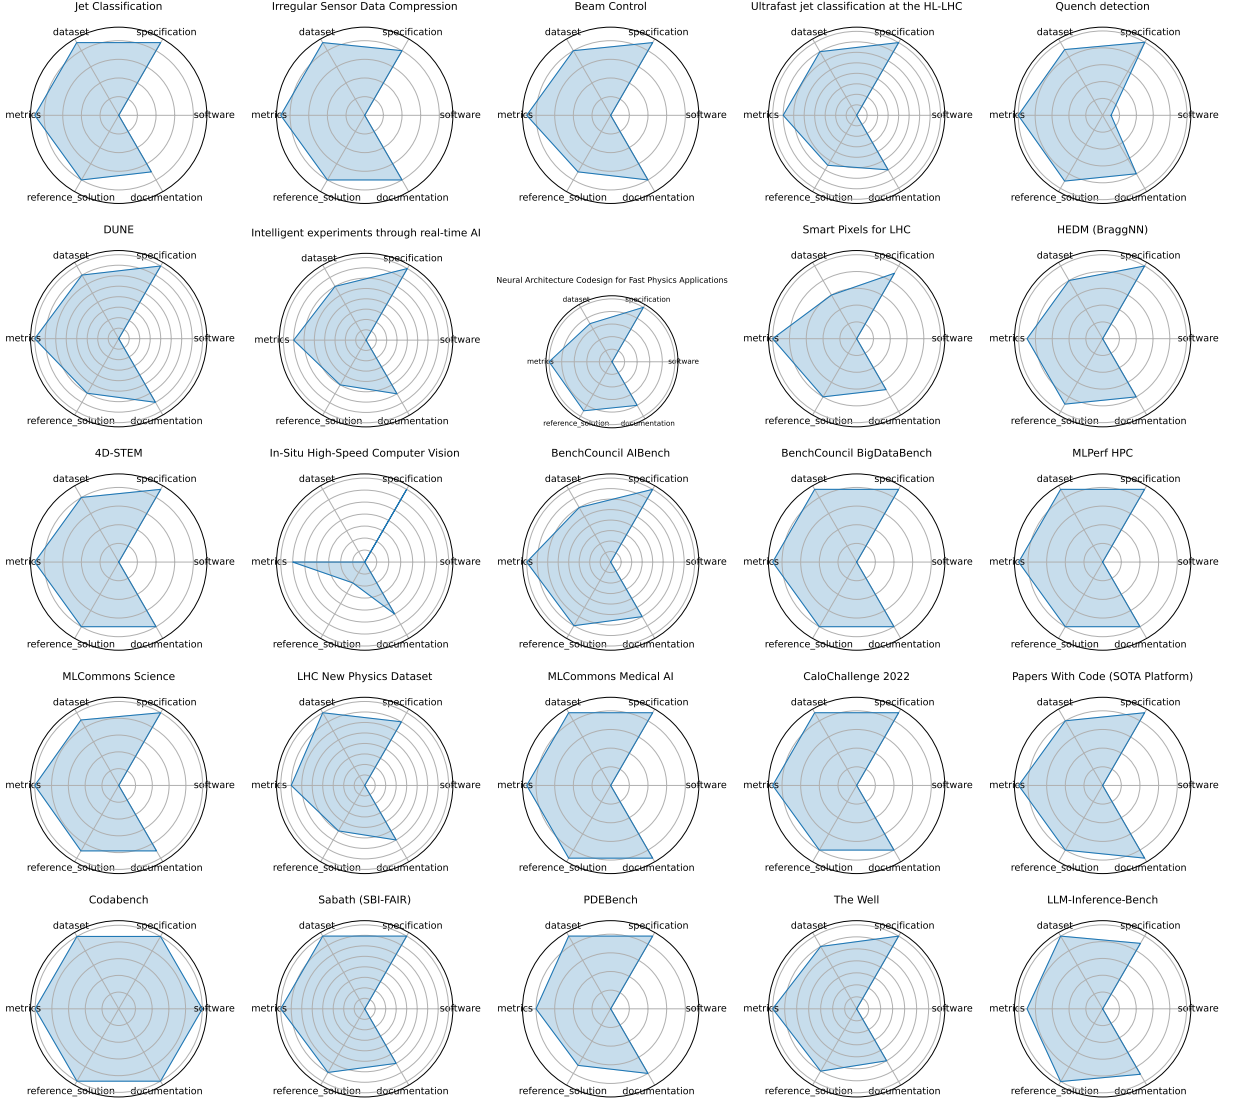 Jet Classification
dataset specification
metrics software
reference_solution documentation
Irregular Sensor Data Compression
dataset specification
metrics software
reference_solution documentation
Beam Control
dataset specification
metrics software
reference_solution documentation
Ultrafast jet classification at the HL-LHC
dataset specification
metrics software
reference_solution documentation
Quench detection
dataset specification
metrics software
reference_solution documentation
DUNE
dataset specification
metrics software
reference_solution documentation
Intelligent experiments through real-time AI
dataset specification
metrics software
reference_solution documentation
Neural Architecture Codesign for Fast Physics Applications
dataset specification
metrics software
reference_solution documentation
Smart Pixels for LHC
dataset specification
metrics software
reference_solution documentation
HEDM (BraggNN)
dataset specification
metrics software
reference_solution documentation
4D-STEM
dataset specification
metrics software
reference_solution documentation
In-Situ High-Speed Computer Vision
dataset specification
metrics software
reference_solution documentation
BenchCouncil AIBench
dataset specification
metrics software
reference_solution documentation
BenchCouncil BigDataBench
dataset specification
metrics software
reference_solution documentation
MLPerf HPC
dataset specification
metrics software
reference_solution documentation
MLCommons Science
dataset specification
metrics software
reference_solution documentation
LHC New Physics Dataset
dataset specification
metrics software
reference_solution documentation
MLCommons Medical AI
dataset specification
metrics software
reference_solution documentation
CaloChallenge 2022
dataset specification
metrics software
reference_solution documentation
Papers With Code (SOTA Platform)
dataset specification
metrics software
reference_solution documentation
Codabench
dataset specification
metrics software
reference_solution documentation
Sabath (SBI-FAIR)
dataset specification
metrics software
reference_solution documentation
PDEBench
dataset specification
metrics software
reference_solution documentation
The Well
dataset specification
metrics software
reference_solution documentation
LLM-Inference-Bench
dataset specification
metrics software
reference_solution documentation